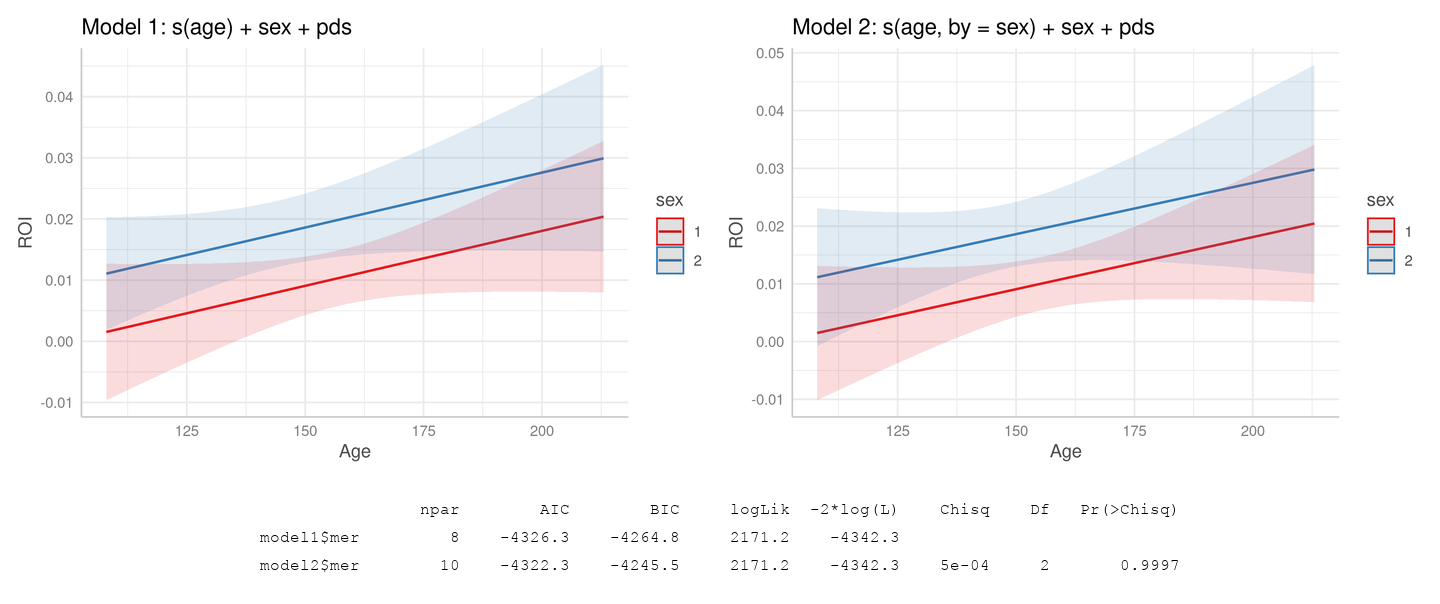 Model 1: s(age) + sex + pds
0.04
0.03
0.02
0.01
0.00
-0.01
ROI
125 150 175 200
Age
sex
1
2
Model 2: s(age, by = sex) + sex + pds
0.05
0.04
0.03
0.02
0.01
0.00
-0.01
ROI
125 150 175 200
Age
sex
1
2
npar AIC BIC logLik -2*log(L) Chisq Df Pr(>Chisq)
model1$mer 8 -4326.3 -4264.8 2171.2 -4342.3
model2$mer 10 -4322.3 -4245.5 2171.2 -4342.3 5e-04 2 0.9997